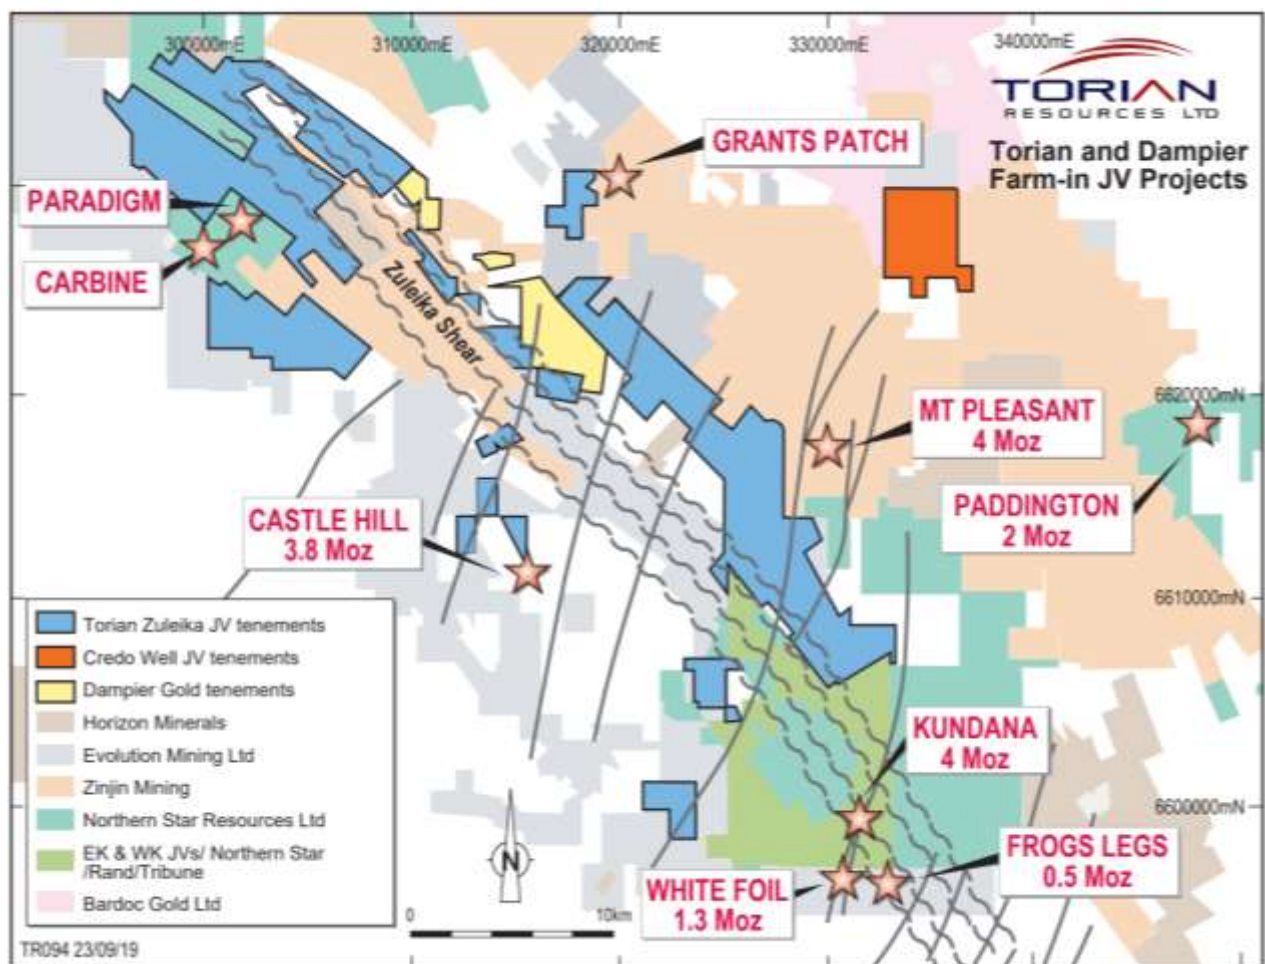 300000mE
310000mE
320000mE
330000mE
340000mE
TORIAN
RESOURCES LTD
Torian and Dampier
Farm-in JV Projects
GRANTS PATCH
PARADIGM
CARBINE
Zuleika Shear
6820000mN
MT PLEASANT
4 Moz
PADDINGTON
2 Moz
CASTLE HILL
3.8 Moz
6610000mN
Torian Zuleika JV tenements
Credo Well JV tenements
Dampier Gold tenements
Horizon Minerals
Evolution Mining Ltd
Zinjin Mining
Northern Star Resources Ltd
EK & WK JVs/ Northern Star
/Rand/Tribune
Bardoc Gold Ltd
KUNDANA
4 Moz
6600000mN
FROGS LEGS
0.5 Moz
WHITE FOIL
1.3 Moz
N
0
10km
TR094 23/09/19